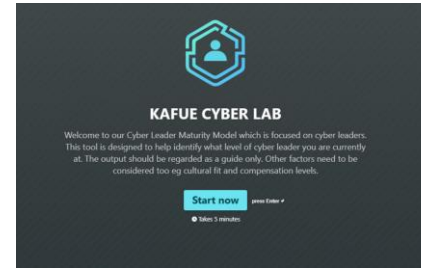 KAFUE CYBER LAB
Welcome to our Cyber Leader Maturity Model which is focused on cyber leaders.
This tool is designed to help identify what level of cyber leader you are currently
at. The output should be regarded as a guide only. Other factors need to be
considered too eg cultural fit and compensation levels.
Start now press Enter ↵
Takes 5 minutes